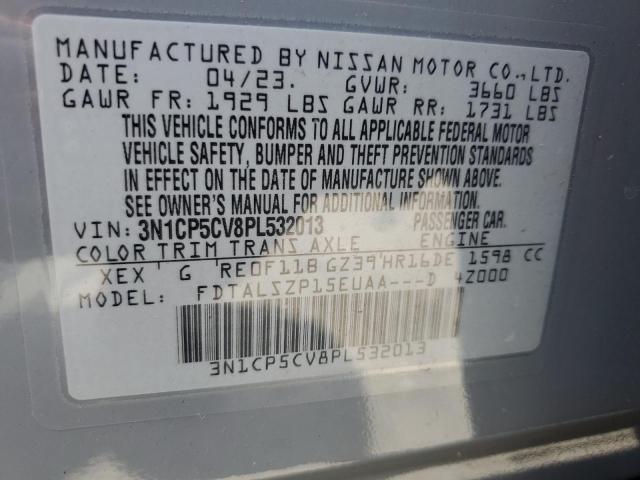 MANUFACTURED BY NISSAN MOTOR CO., LTD.
DATE: 04/23. GVWR: 3660 LBS
GAWR FR: 1929 LBS GAWR RR: 1731 LBS
THIS VEHICLE CONFORMS TO ALL APPLICABLE FEDERAL MOTOR
VEHICLE SAFETY, BUMPER AND THEFT PREVENTION STANDARDS
IN EFFECT ON THE DATE OF MANUFACTURE SHOWN ABOVE.
SEE OWNER'S MANUAL FOR ADDITIONAL INFORMATION.
VIN: 3N1CP5CV8PL532013 PASSENGER CAR.
COLOR TRIM TRANS AXLE ENGINE
XEX G RE0F11B GZ39 HR16DE 1598 CC
MODEL: FDTALSZP15EUAA---D 4Z000
3N1CP5CV8PL532013